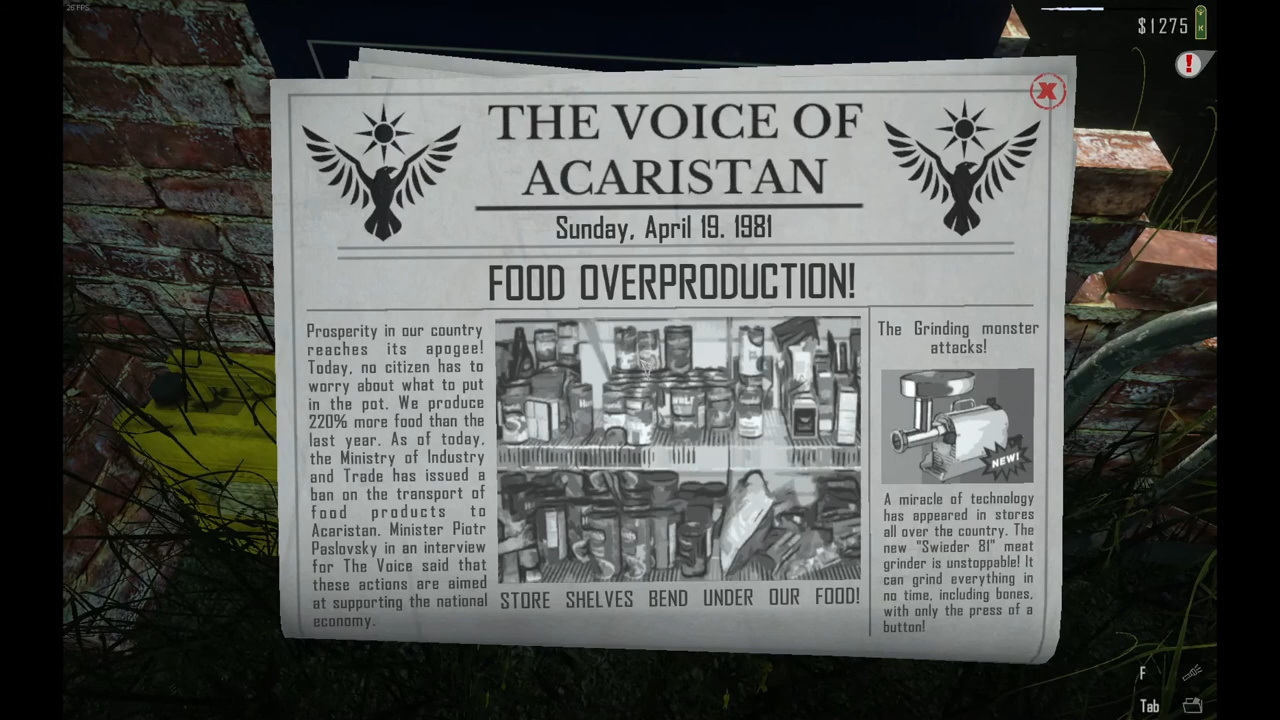 26 FPS
$1275
K
!
X
THE VOICE OF
ACARISTAN
Sunday, April 19. 1981
FOOD OVERPRODUCTION!
Prosperity in our country
reaches its apogee!
Today, no citizen has to
worry about what to put
in the pot. We produce
220% more food than the
last year. As of today,
the Ministry of Industry
and Trade has issued a
ban on the transport of
food products to
Acaristan. Minister Piotr
Paslovsky in an interview
for The Voice said that
these actions are aimed
at supporting the national
economy.
STORE SHELVES BEND UNDER OUR FOOD!
The Grinding monster
attacks!
NEW!
A miracle of technology
has appeared in stores
all over the country. The
new "Swieder 81" meat
grinder is unstoppable! It
can grind everything in
no time, including bones,
with only the press of a
button!
F
Tab